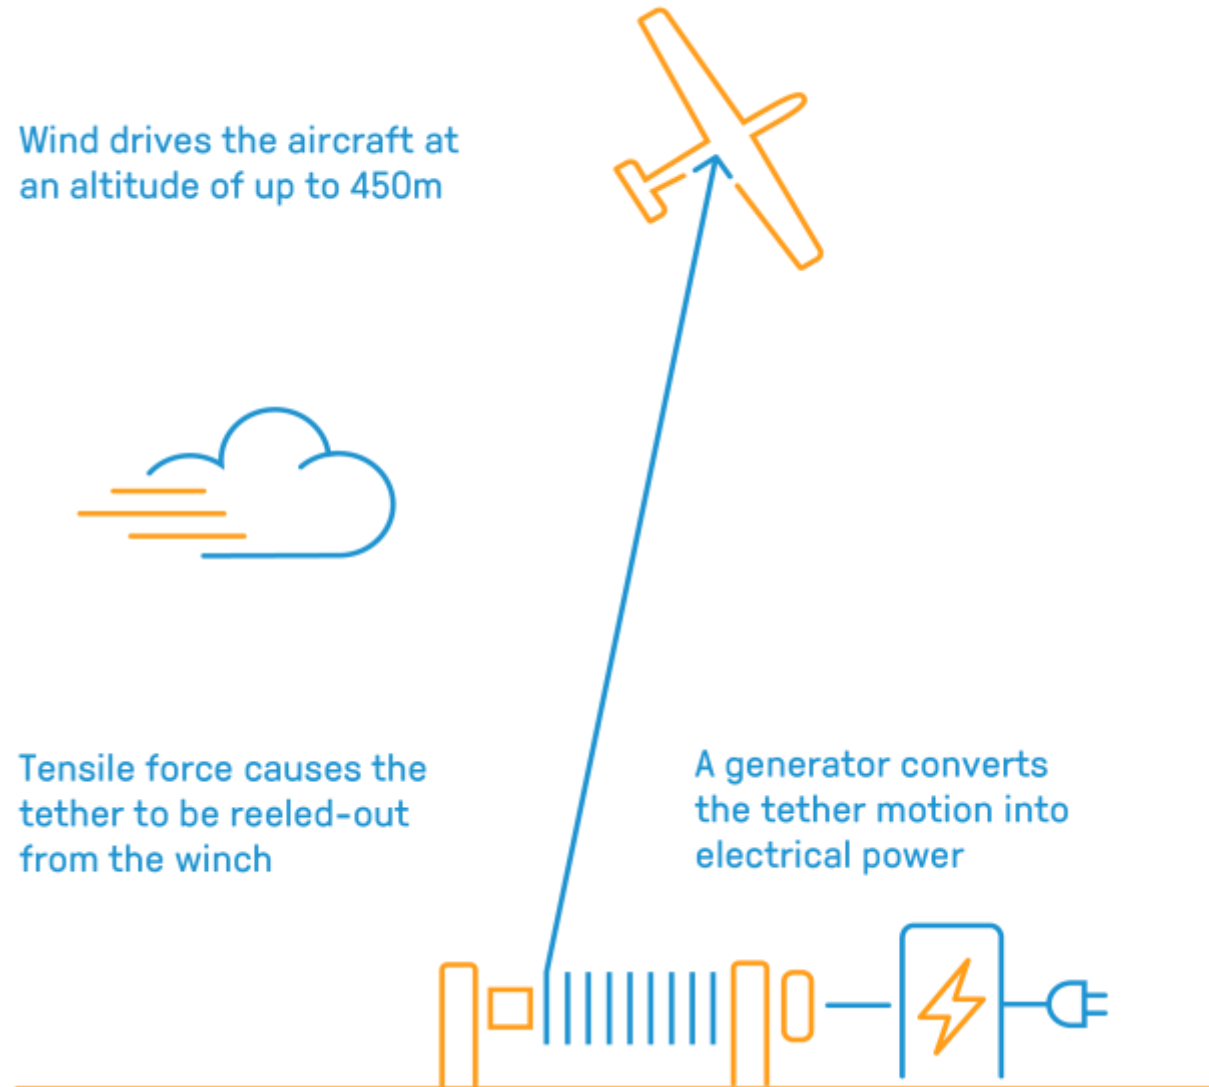 Wind drives the aircraft at
an altitude of up to 450m
Tensile force causes the
tether to be reeled-out
from the winch
A generator converts
the tether motion into
electrical power